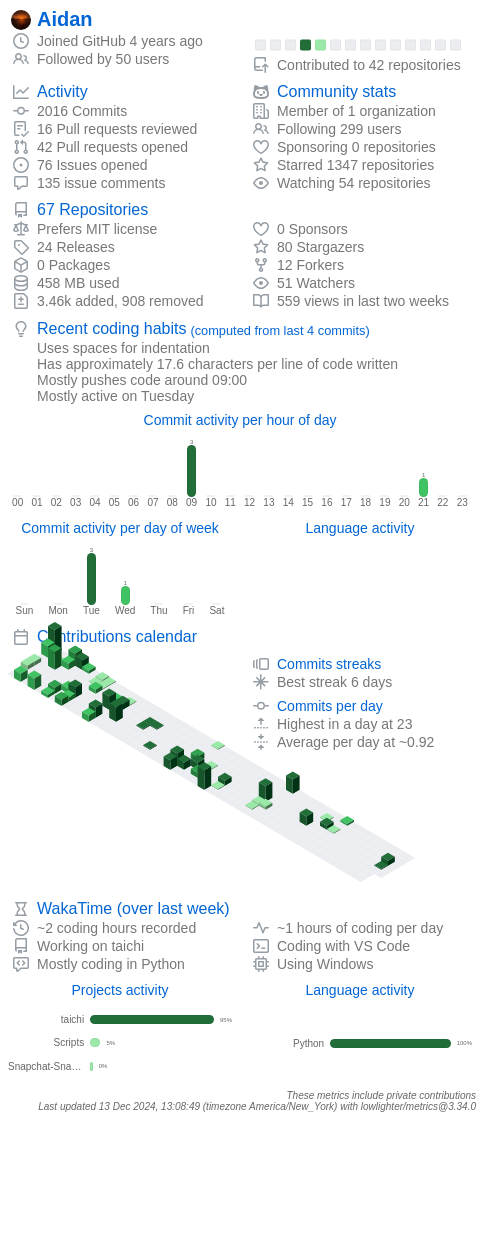 Aidan
Joined GitHub 4 years ago
Followed by 50 users
Contributed to 42 repositories
Activity
2016 Commits
16 Pull requests reviewed
42 Pull requests opened
76 Issues opened
135 issue comments
Community stats
Member of 1 organization
Following 299 users
Sponsoring 0 repositories
Starred 1347 repositories
Watching 54 repositories
67 Repositories
Prefers MIT license
24 Releases
0 Packages
458 MB used
3.46k added, 908 removed
0 Sponsors
80 Stargazers
12 Forkers
51 Watchers
559 views in last two weeks
Recent coding habits (computed from last 4 commits)
Uses spaces for indentation
Has approximately 17.6 characters per line of code written
Mostly pushes code around 09:00
Mostly active on Tuesday
Commit activity per hour of day
3
1
00 01 02 03 04 05 06 07 08 09 10 11 12 13 14 15 16 17 18 19 20 21 22 23
Commit activity per day of week
3
1
Sun Mon Tue Wed Thu Fri Sat
Language activity
Contributions calendar
Commits streaks
Best streak 6 days
Commits per day
Highest in a day at 23
Average per day at ~0.92
WakaTime (over last week)
~2 coding hours recorded
Working on taichi
Mostly coding in Python
~1 hours of coding per day
Coding with VS Code
Using Windows
Projects activity
taichi 95%
Scripts 5%
Snapchat-Sna… 0%
Language activity
Python 100%
These metrics include private contributions
Last updated 13 Dec 2024, 13:08:49 (timezone America/New_York) with lowlighter/metrics@3.34.0